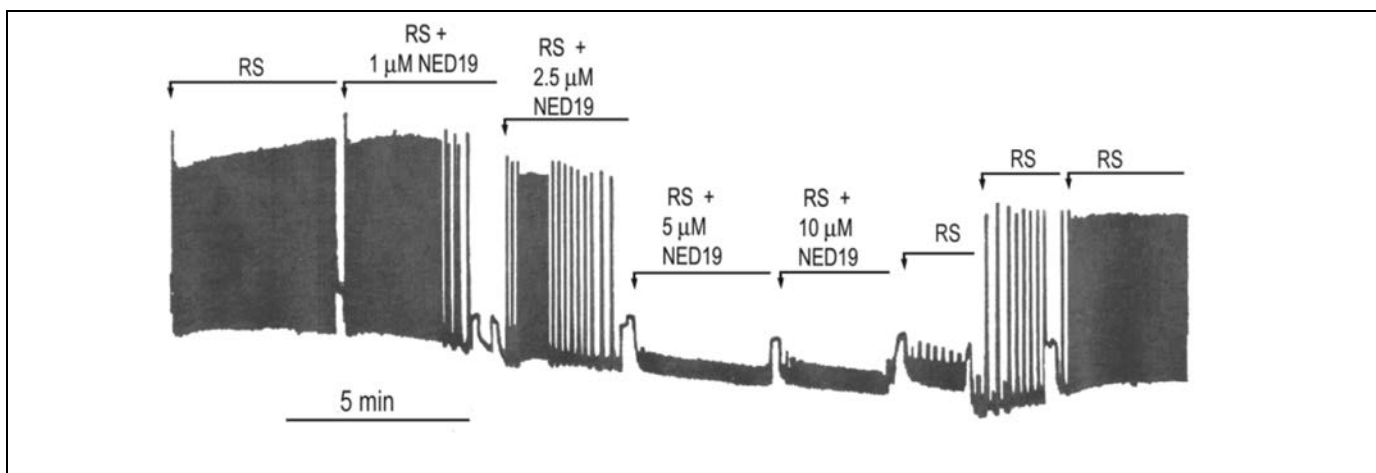 RS
RS +
1 μM NED19
RS +
2.5 μM
NED19
RS +
5 μM
NED19
RS +
10 μM
NED19
RS
RS
RS
5 min